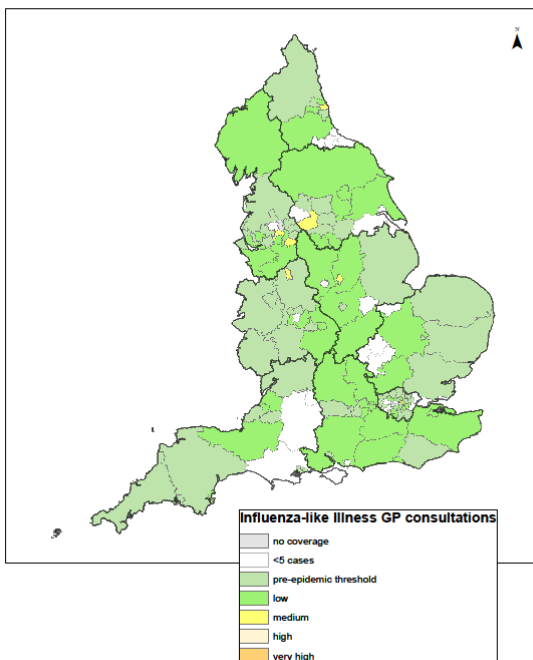 N
Influenza-like Illness GP consultations
no coverage
<5 cases
pre-epidemic threshold
low
medium
high
very high